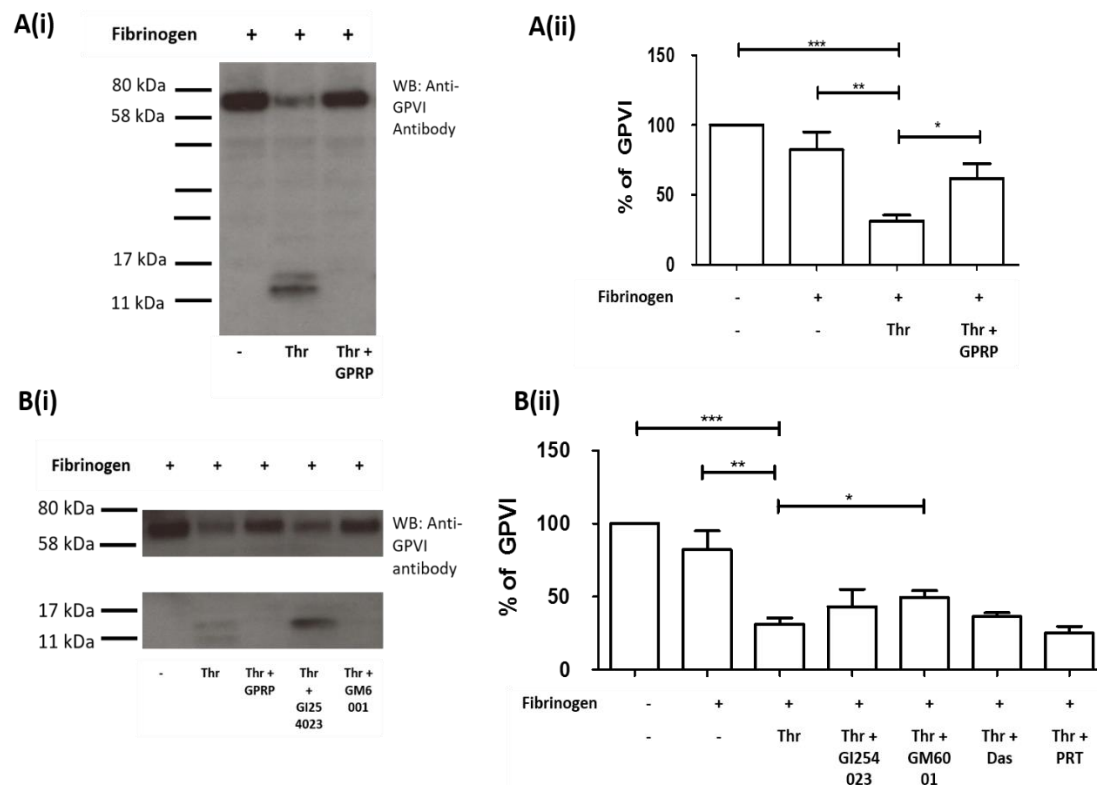 A(i)
Fibrinogen + + +
80 kDa
58 kDa
17 kDa
11 kDa
WB: Anti-
GPVI
Antibody
- Thr Thr +
GPRP
A(ii)
% of GPVI
150
100
50
0
***
**
*
Fibrinogen - + + +
- - Thr Thr +
GPRP
B(i)
Fibrinogen + + + + +
80 kDa
58 kDa
17 kDa
11 kDa
WB: Anti-
GPVI
antibody
- Thr Thr + Thr Thr +
GPRP + GM6
GI25 001
4023
B(ii)
% of GPVI
150
100
50
0
***
**
*
Fibrinogen - + + + + + +
- - Thr Thr + Thr + Thr + Thr +
GI254 GM60 Das PRT
023 01